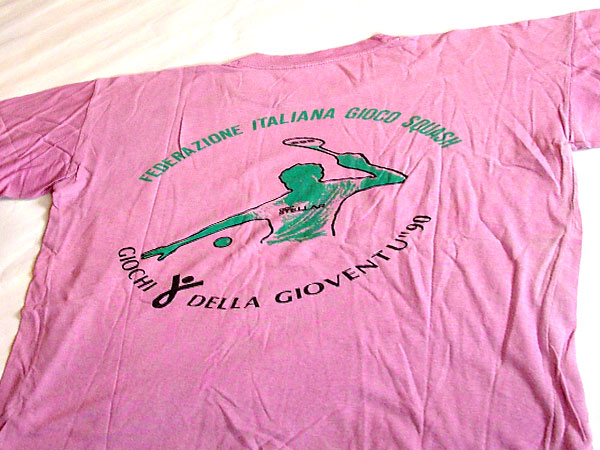 FEDERAZIONE ITALIANA GIOCO SQUASH
STELLAR
GIOCHI DELLA GIOVENTU''90